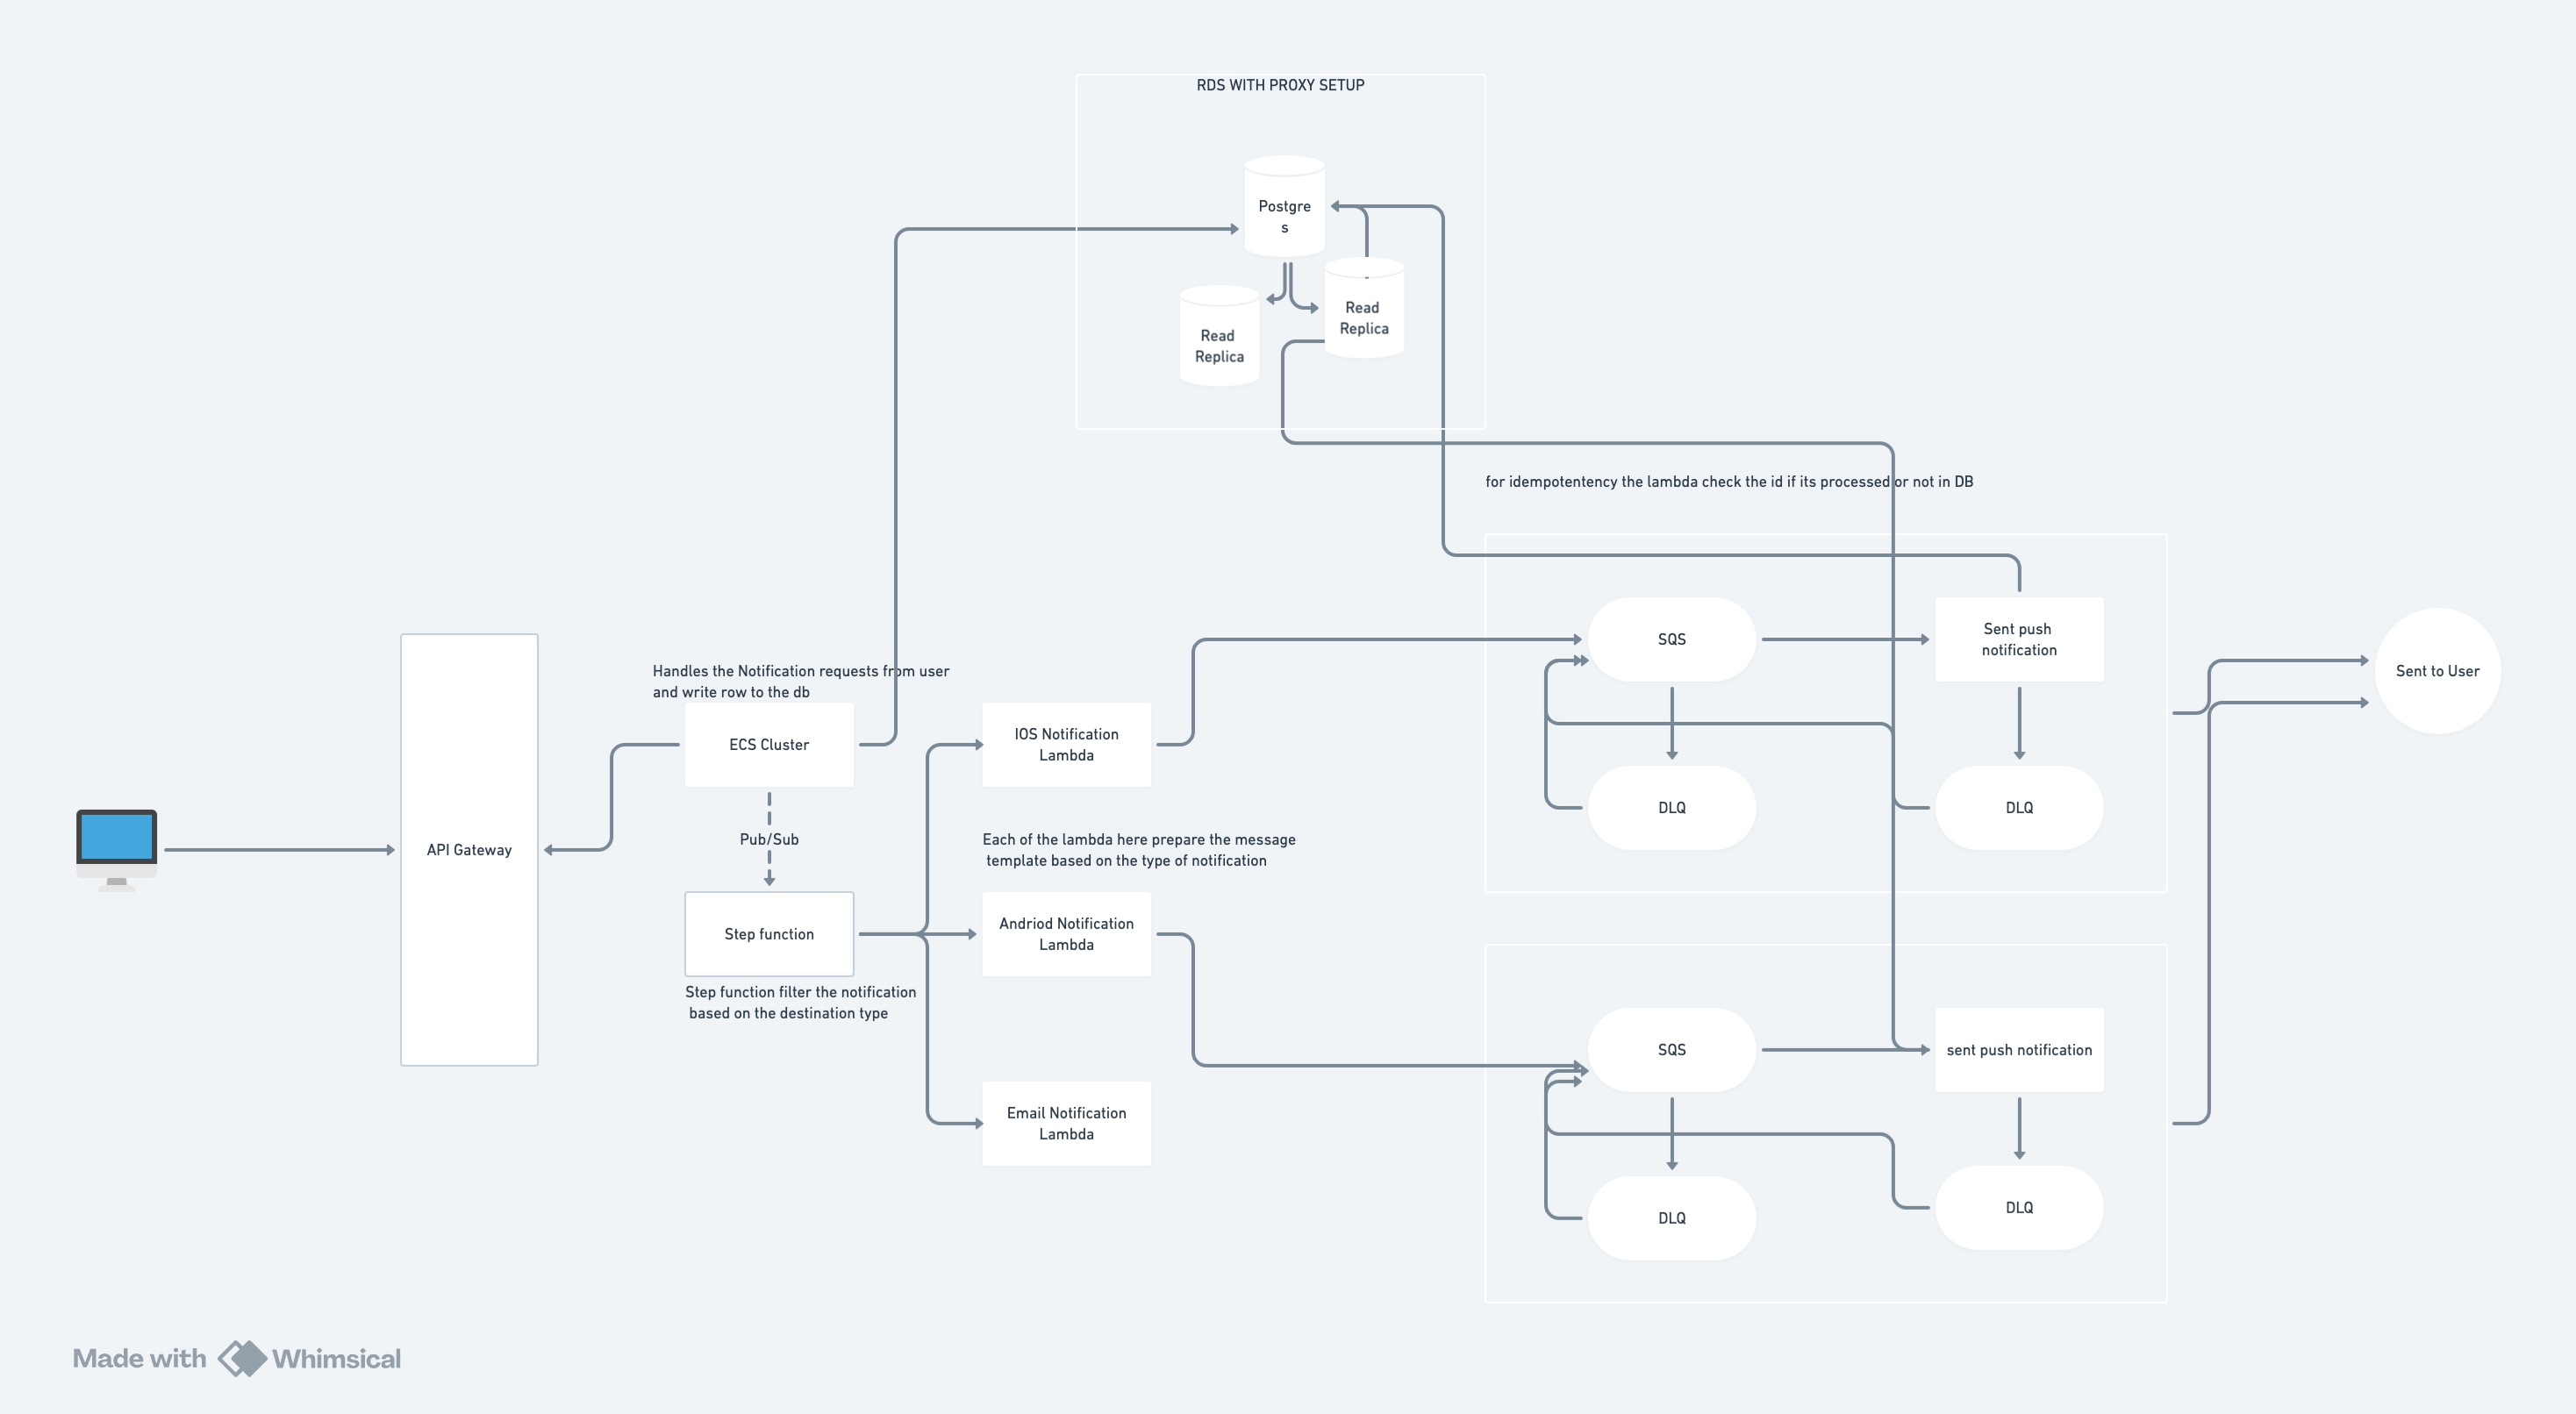 RDS WITH PROXY SETUP
Postgre
s
Read
Replica
Read
Replica
for idempotentency the lambda check the id if its processed or not in DB
SQS
Sent push
notification
DLQ
DLQ
Sent to User
Handles the Notification requests from user
and write row to the db
ECS Cluster
IOS Notification
Lambda
Pub/Sub
API Gateway
Each of the lambda here prepare the message
template based on the type of notification
Step function
Andriod Notification
Lambda
Step function filter the notification
based on the destination type
Email Notification
Lambda
SQS
sent push notification
DLQ
DLQ
Made with Whimsical